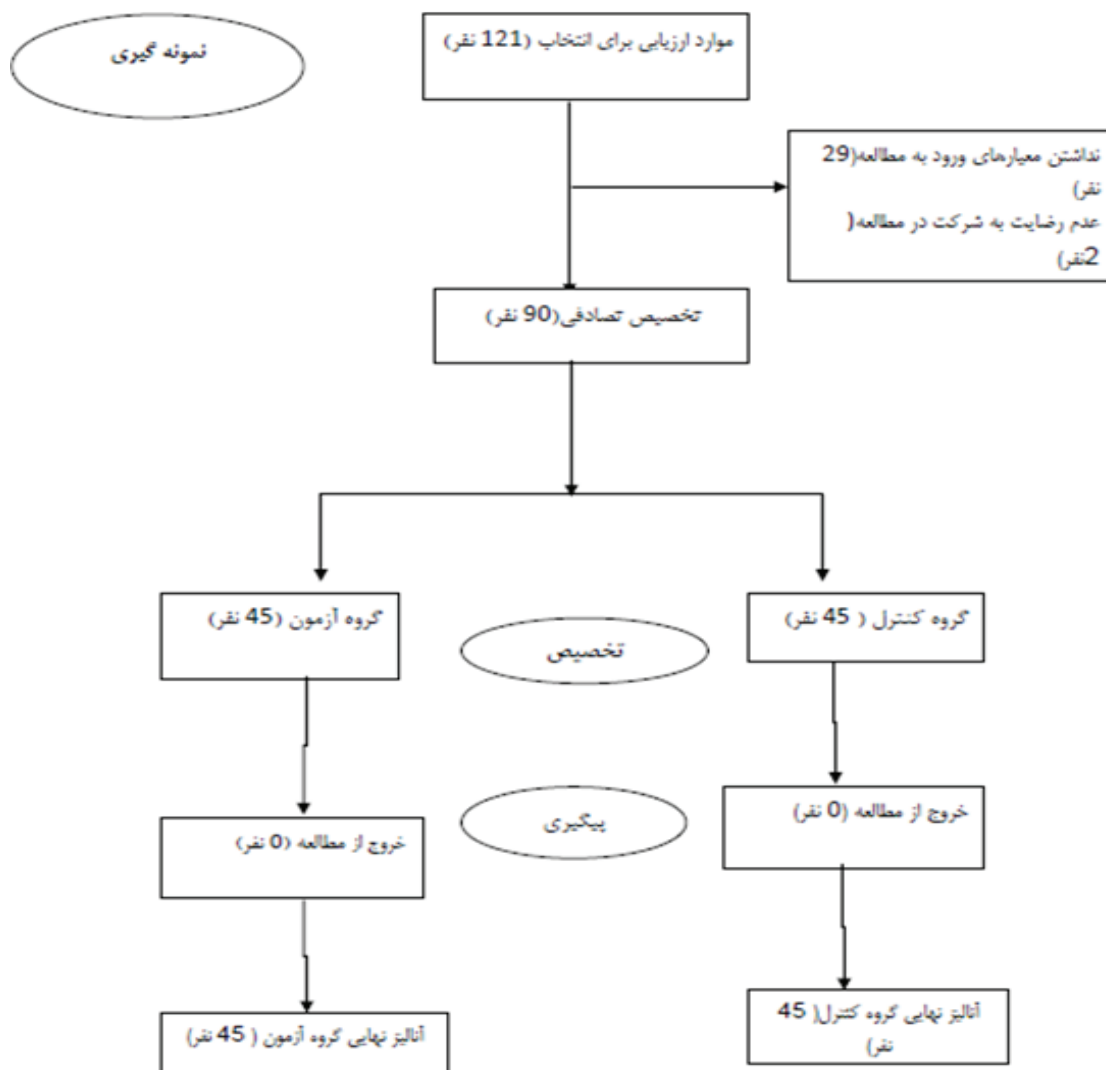 نمونه گیری
موارد ارزیابی برای انتخاب (121 نفر)
نداشتن معیارهای ورود به مطالعه(29
نفر)
عدم رضایت به شرکت در مطالعه(
2نفر)
تخصیص تصادفی(90 نفر)
گروه کنترل ( 45 نفر)
گروه آزمون (45 نفر)
تخصیص
خروج از مطالعه (0 نفر)
پیگیری
خروج از مطالعه (0 نفر)
آنالیز نهایی گروه کنترل( 45
نفر)
آنالیز نهایی گروه آزمون ( 45 نفر)